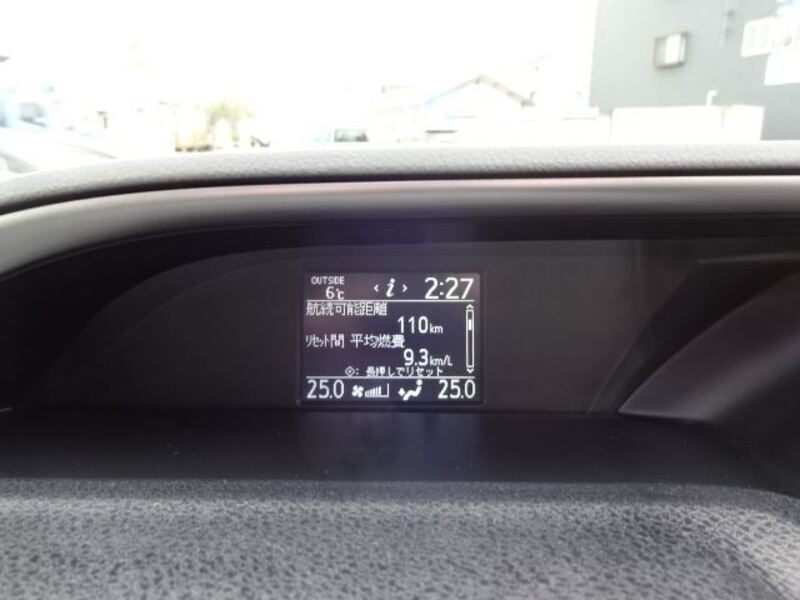 OUTSIDE
6℃ < i > 2:27
航続可能距離
110km
リセット間 平均燃費
9.3km/L
長押しでリセット
25.0 25.0